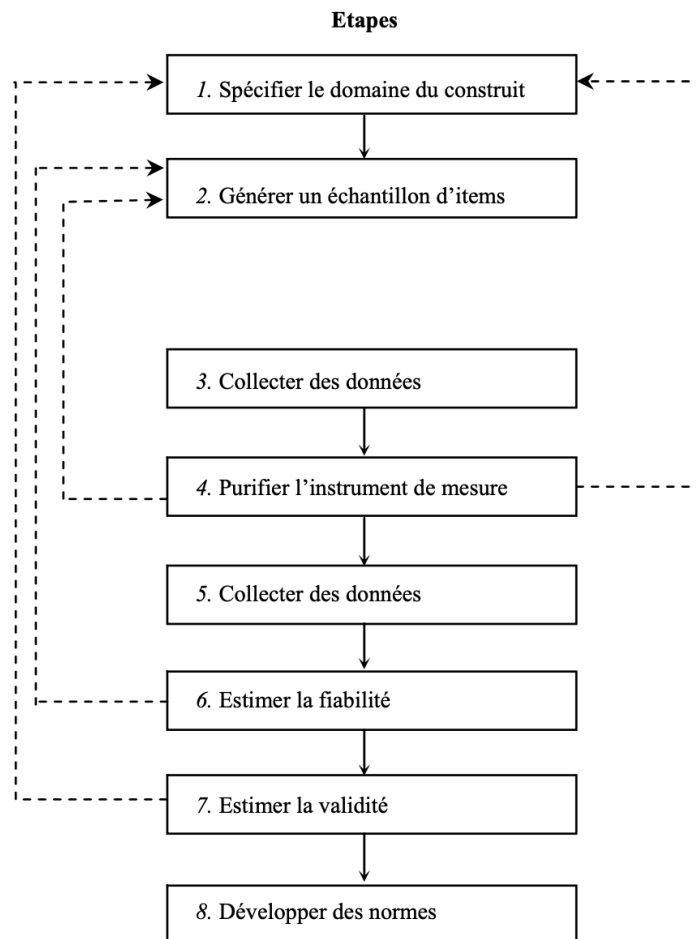 Etapes
1. Spécifier le domaine du construit
2. Générer un échantillon d’items
3. Collecter des données
4. Purifier l’instrument de mesure
5. Collecter des données
6. Estimer la fiabilité
7. Estimer la validité
8. Développer des normes